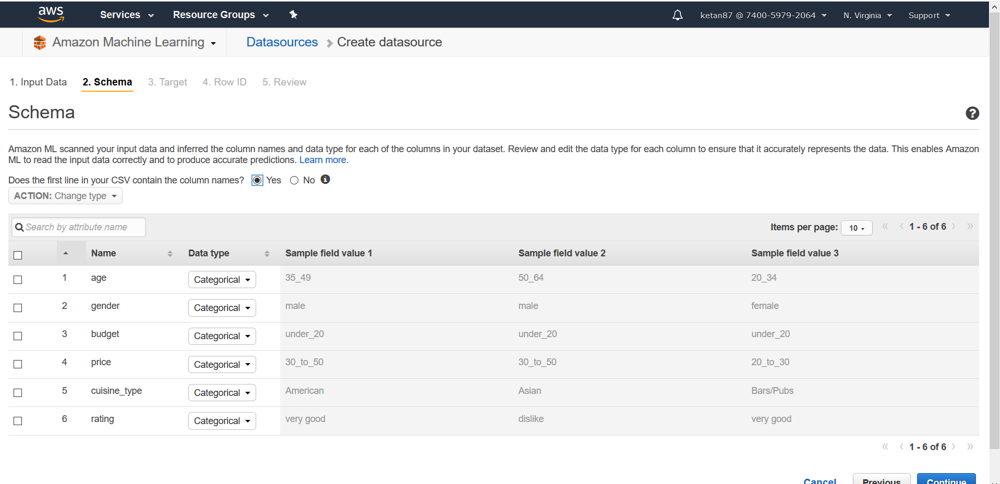 aws Services Resource Groups ketan87 @ 7400-5979-2064 N. Virginia Support
Amazon Machine Learning Datasources Create datasource
1. Input Data 2. Schema 3. Target 4. Row ID 5. Review
Schema
Amazon ML scanned your input data and inferred the column names and data type for each of the columns in your dataset. Review and edit the data type for each column to ensure that it accurately represents the data. This enables Amazon
ML to read the input data correctly and to produce accurate predictions. Learn more.
Does the first line in your CSV contain the column names? Yes No
ACTION: Change type
Search by attribute name Items per page: 10 « ‹ 1 - 6 of 6 › »
Name Data type Sample field value 1 Sample field value 2 Sample field value 3
1 age Categorical 35_49 50_64 20_34
2 gender Categorical male male female
3 budget Categorical under_20 under_20 under_20
4 price Categorical 30_to_50 30_to_50 20_to_30
5 cuisine_type Categorical American Asian Bars/Pubs
6 rating Categorical very good dislike very good
« ‹ 1 - 6 of 6 › »
Cancel Previous Continue